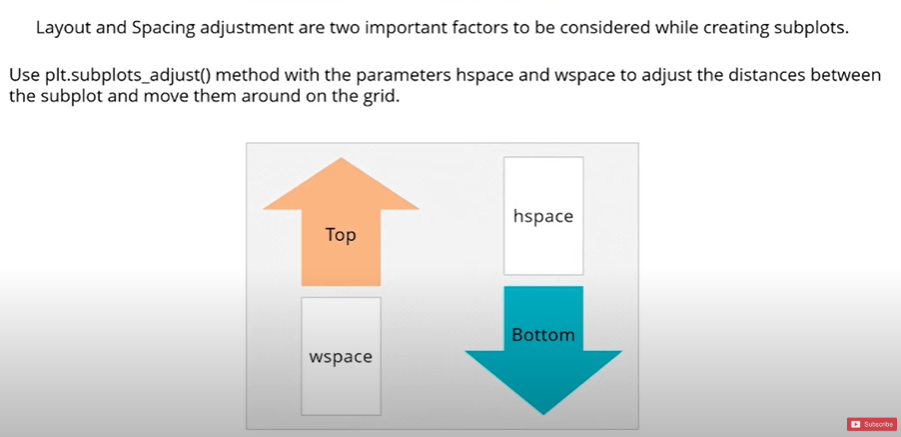 Layout and Spacing adjustment are two important factors to be considered while creating subplots.
Use plt.subplots_adjust() method with the parameters hspace and wspace to adjust the distances between
the subplot and move them around on the grid.
Top
hspace
wspace
Bottom
Subscribe